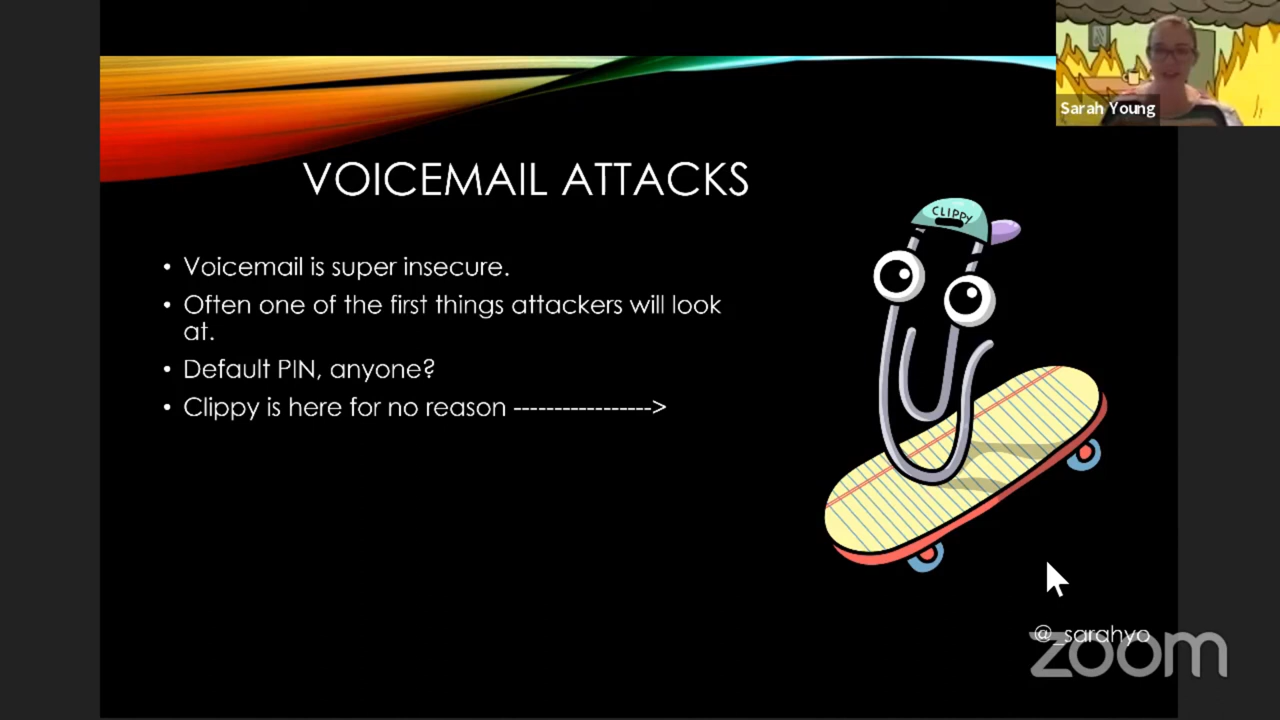 Sarah Young
VOICEMAIL ATTACKS
CLIPPY
• Voicemail is super insecure.
• Often one of the first things attackers will look
at.
• Default PIN, anyone?
• Clippy is here for no reason ----------------->
@_sarahyo
zoom